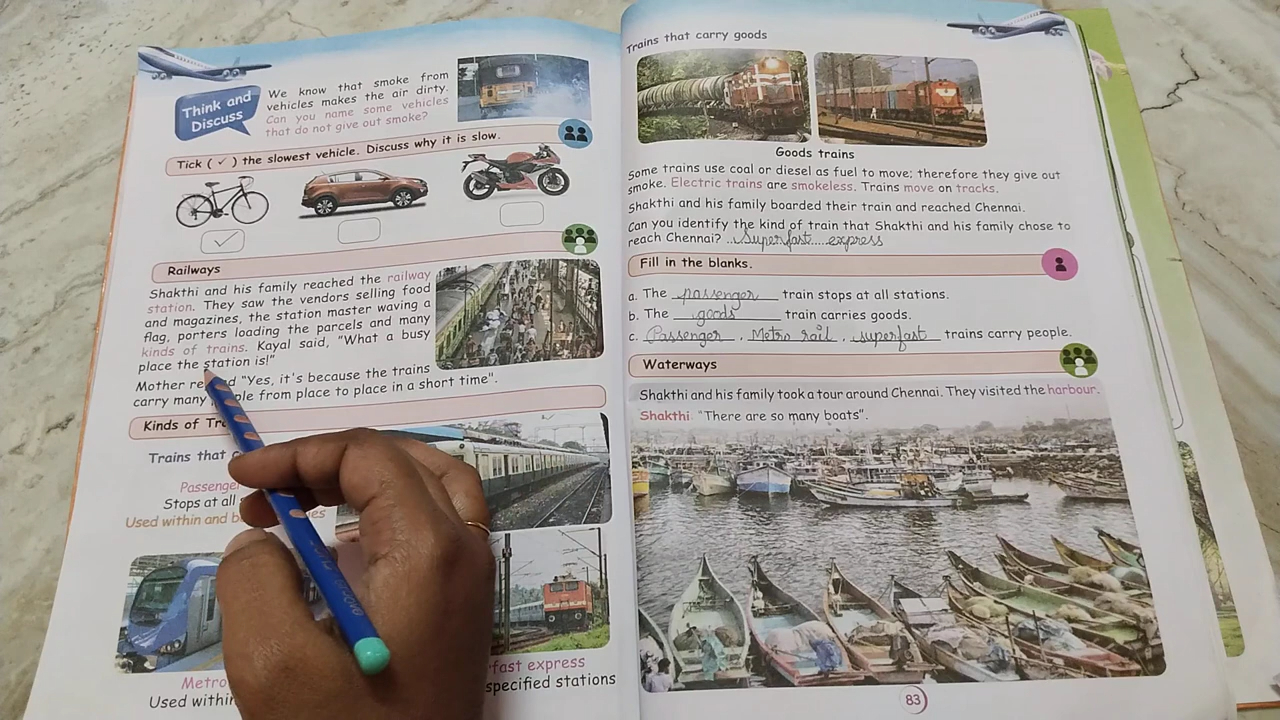 Think and
Discuss
We know that smoke from
vehicles makes the air dirty.
Can you name some vehicles
that do not give out smoke?
Tick ( ✓ ) the slowest vehicle. Discuss why it is slow.
✓
Railways
Shakthi and his family reached the railway
station. They saw the vendors selling food
and magazines, the station master waving a
flag, porters loading the parcels and many
kinds of trains. Kayal said, "What a busy
place the station is!"
Mother "Yes, it's because the trains
carry many from place to place in a short time".
Kinds of
Trains that
Passenger
Stops at all
Used within and
Metro
Used within
express
specified stations
Trains that carry goods
Goods trains
Some trains use coal or diesel as fuel to move; therefore they give out
smoke. Electric trains are smokeless. Trains move on tracks.
Shakthi and his family boarded their train and reached Chennai.
Can you identify the kind of train that Shakthi and his family chose to
reach Chennai? Superfast express
Fill in the blanks.
a. The passenger train stops at all stations.
b. The goods train carries goods.
c. Passenger , Metro rail , superfast trains carry people.
Waterways
Shakthi and his family took a tour around Chennai. They visited the harbour.
Shakthi: "There are so many boats".
83